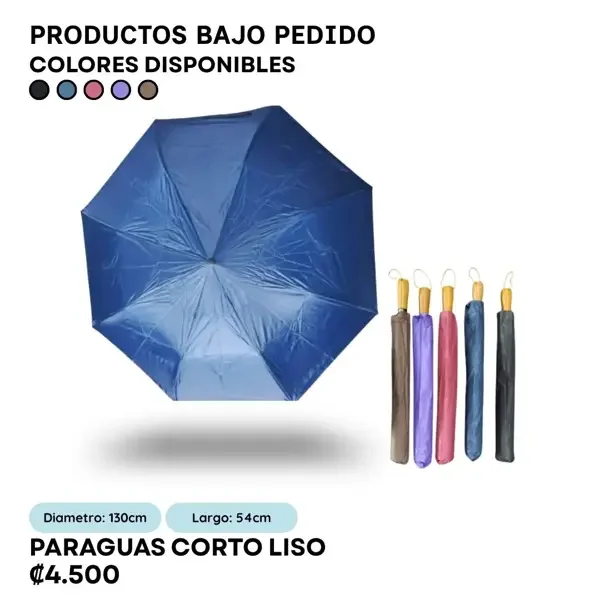 PRODUCTOS BAJO PEDIDO
COLORES DISPONIBLES
Diametro: 130cm
Largo: 54cm
PARAGUAS CORTO LISO
₡4.500